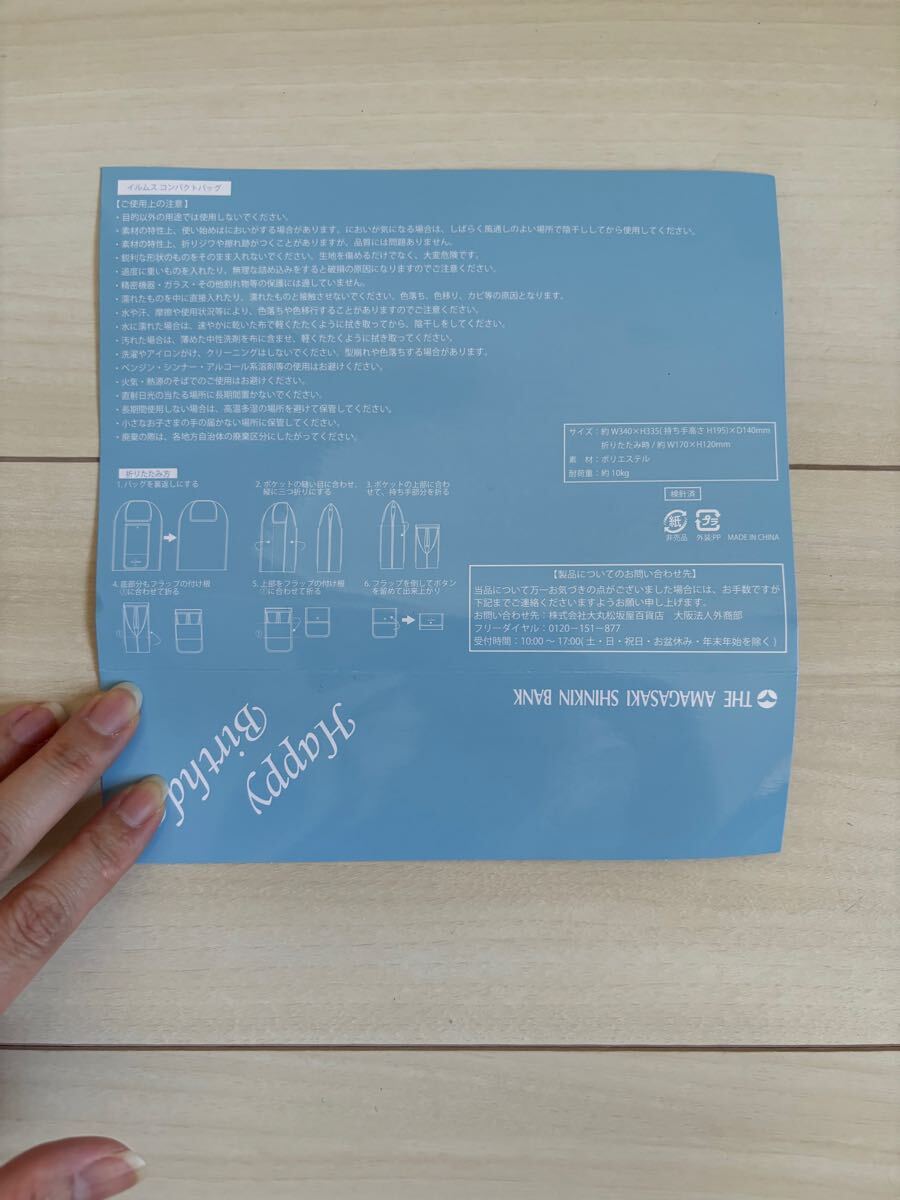 イルムス コンパクトバッグ
【ご使用上の注意】
・目的以外の用途では使用しないでください。
・素材の特性上、使い始めはにおいがする場合があります。においが気になる場合は、しばらく風通しのよい場所で陰干ししてから使用してください。
・素材の特性上、折りジワや擦れ跡がつくことがありますが、品質には問題ありません。
・鋭利な形状のものをそのまま入れないでください。生地を傷めるだけでなく、大変危険です。
・過度に重いものを入れたり、無理な詰め込みをすると破損の原因になりますのでご注意ください。
・精密機器・ガラス・その他割れ物等の保護には適していません。
・濡れたものを中に直接入れたり、濡れたものと接触させないでください。色落ち、色移り、カビ等の原因となります。
・水や汗、摩擦や使用状況等により、色落ちや色移行することがありますのでご注意ください。
・水に濡れた場合は、速やかに乾いた布で軽くたたくように拭き取ってから、陰干しをしてください。
・汚れた場合は、薄めた中性洗剤を布に含ませ、軽くたたくように拭き取ってください。
・洗濯やアイロンがけ、クリーニングはしないでください。型崩れや色落ちする場合があります。
・ベンジン・シンナー・アルコール系溶剤等の使用はお避けください。
・火気・熱源のそばでのご使用はお避けください。
・直射日光の当たる場所に長期間置かないでください。
・長期間使用しない場合は、高温多湿の場所を避けて保管してください。
・小さなお子さまの手の届かない場所に保管してください。
・廃棄の際は、各地方自治体の廃棄区分にしたがってください。
サイズ：約 W340×H335(持ち手高さ H195)×D140mm
折りたたみ時 / 約 W170×H120mm
素　材：ポリエステル
耐荷重：約 10kg
検針済
紙
プラ
非売品　外装:PP　MADE IN CHINA
折りたたみ方
1. バッグを裏返しにする
2. ポケットの縫い目に合わせ、
縦に三つ折りにする
3. ポケットの上部に合わ
せて、持ち手部分を折る
4. 底部分もフラップの付け根
①に合わせて折る
①
5. 上部をフラップの付け根
①に合わせて折る
①
6. フラップを倒してボタン
を留めて出来上がり
【製品についてのお問い合わせ先】
当品について万一お気づきの点がございました場合には、お手数ですが
下記までご連絡くださいますようお願い申し上げます。
お問い合わせ先：株式会社大丸松坂屋百貨店　大阪法人外商部
フリーダイヤル：0120－151－877
受付時間：10:00 ～ 17:00( 土・日・祝日・お盆休み・年末年始を除く )
THE AMAGASAKI SHINKIN BANK
Happy
Birthd